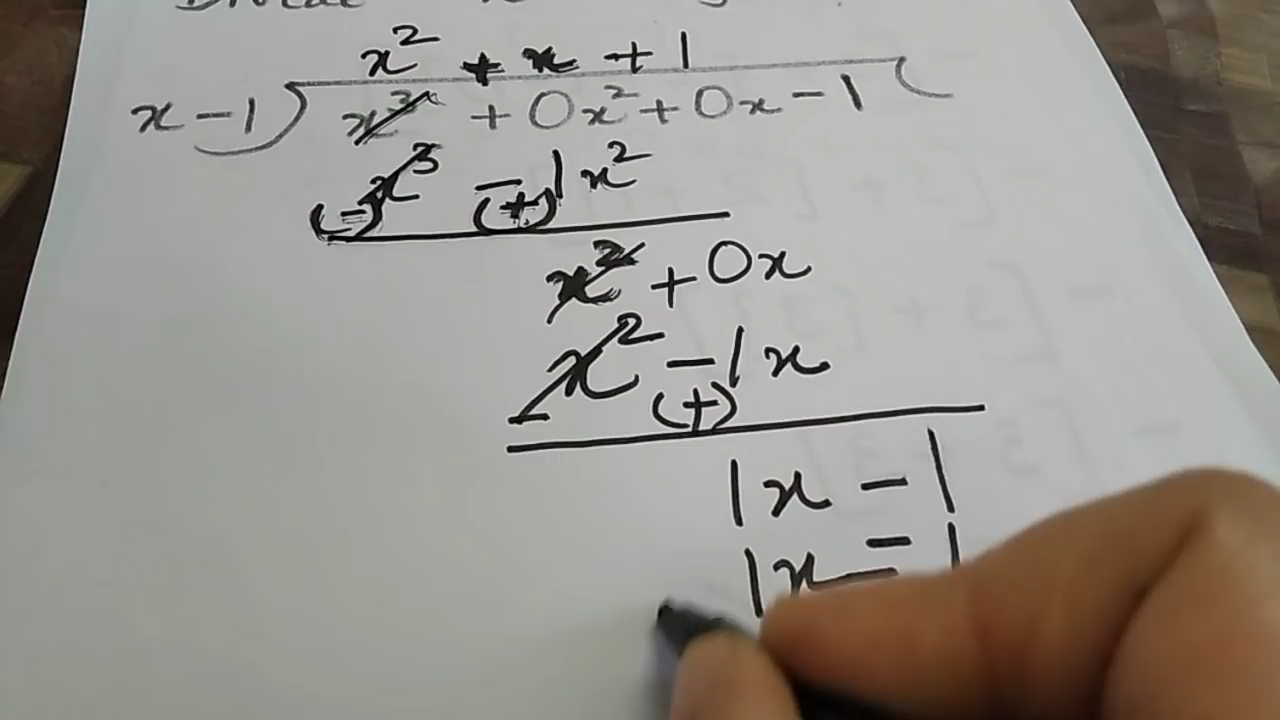 x² + x + 1
x - 1 ) x³ + 0x² + 0x - 1 (
x³ - 1x²
(-) (+)
x² + 0x
x² - 1x
- (+)
1x - 1
1x - 1